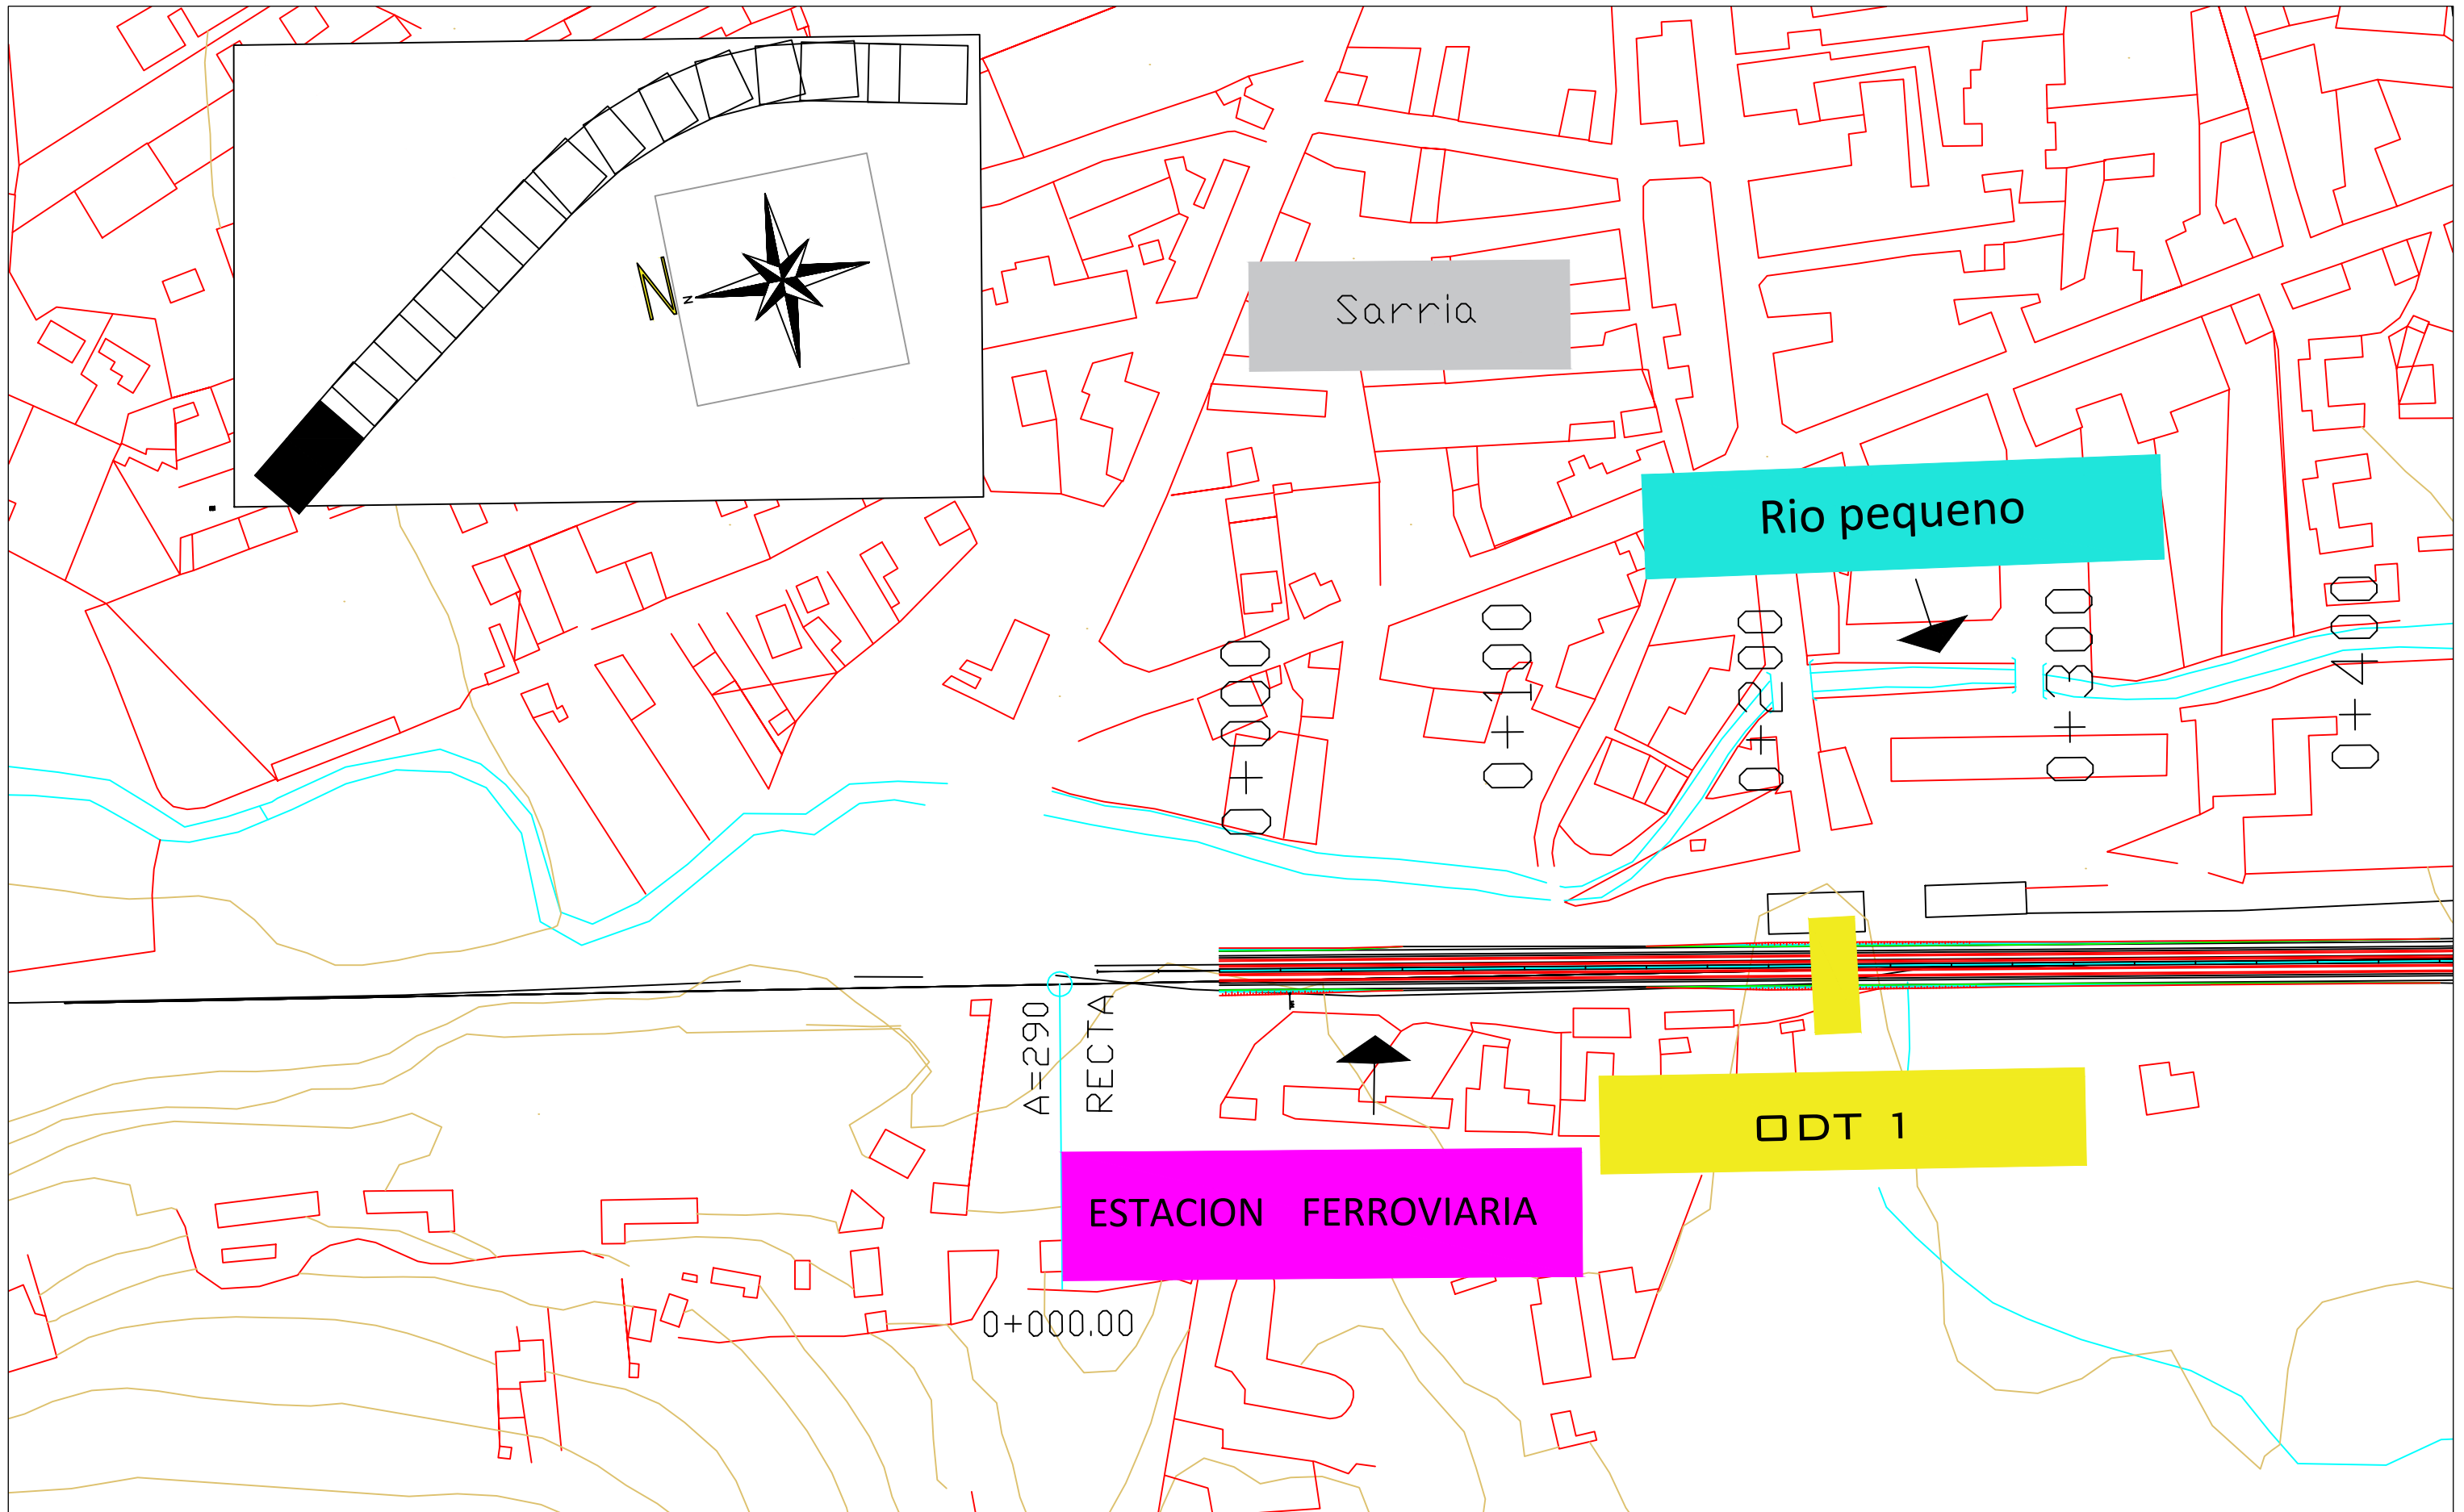 N
N
Sarria
Rio pequeno
0+000
0+100
0+200
0+300
0+400
A=290
RECTA
ODT 1
ESTACION FERROVIARIA
0+000.00